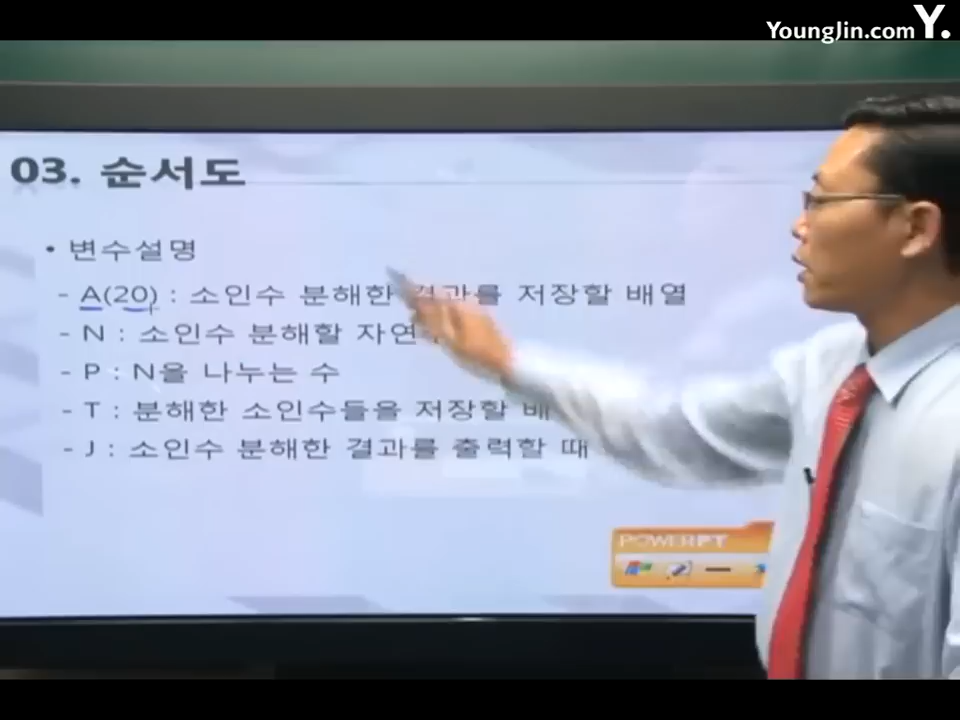 YoungJin.com Y.
03. 순서도
• 변수설명
- A(20) : 소인수 분해한 결과를 저장할 배열
- N : 소인수 분해할 자연
- P : N을 나누는 수
- T : 분해한 소인수들을 저장할 배
- J : 소인수 분해한 결과를 출력할 때
POWERPT